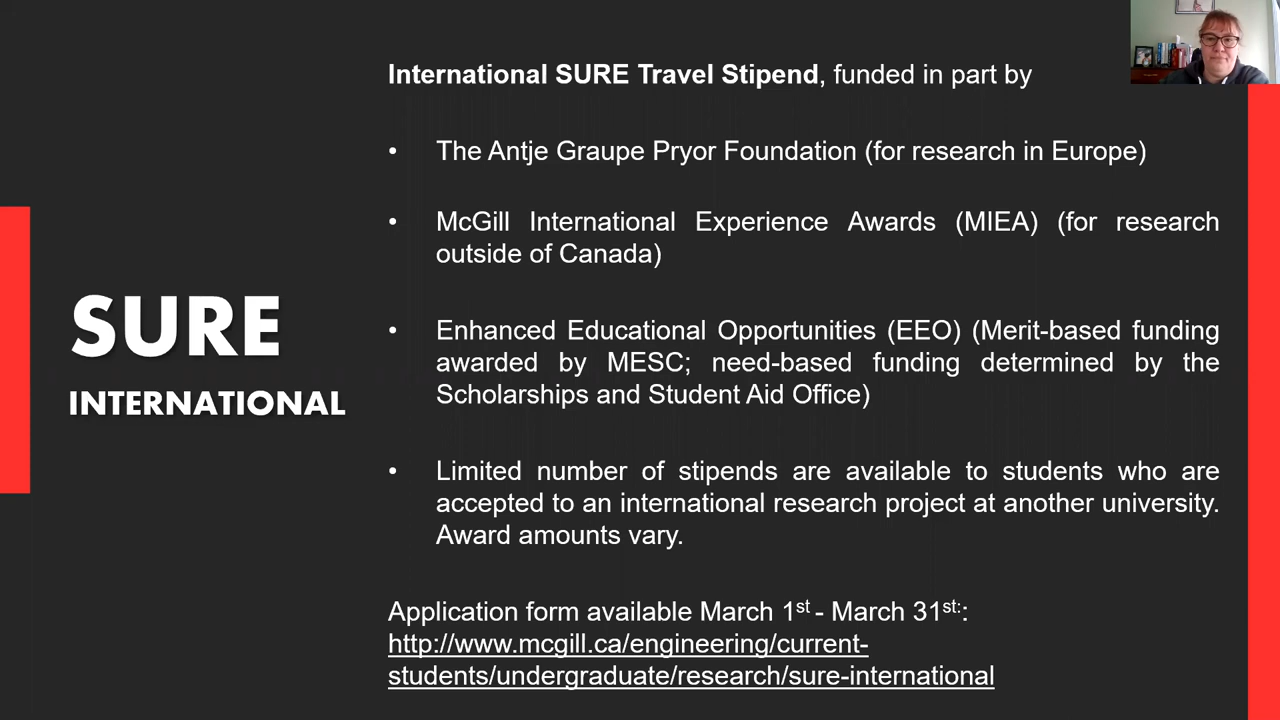 SURE
INTERNATIONAL
International SURE Travel Stipend, funded in part by
• The Antje Graupe Pryor Foundation (for research in Europe)
• McGill International Experience Awards (MIEA) (for research
outside of Canada)
• Enhanced Educational Opportunities (EEO) (Merit-based funding
awarded by MESC; need-based funding determined by the
Scholarships and Student Aid Office)
• Limited number of stipends are available to students who are
accepted to an international research project at another university.
Award amounts vary.
Application form available March 1st - March 31st::
http://www.mcgill.ca/engineering/current-
students/undergraduate/research/sure-international